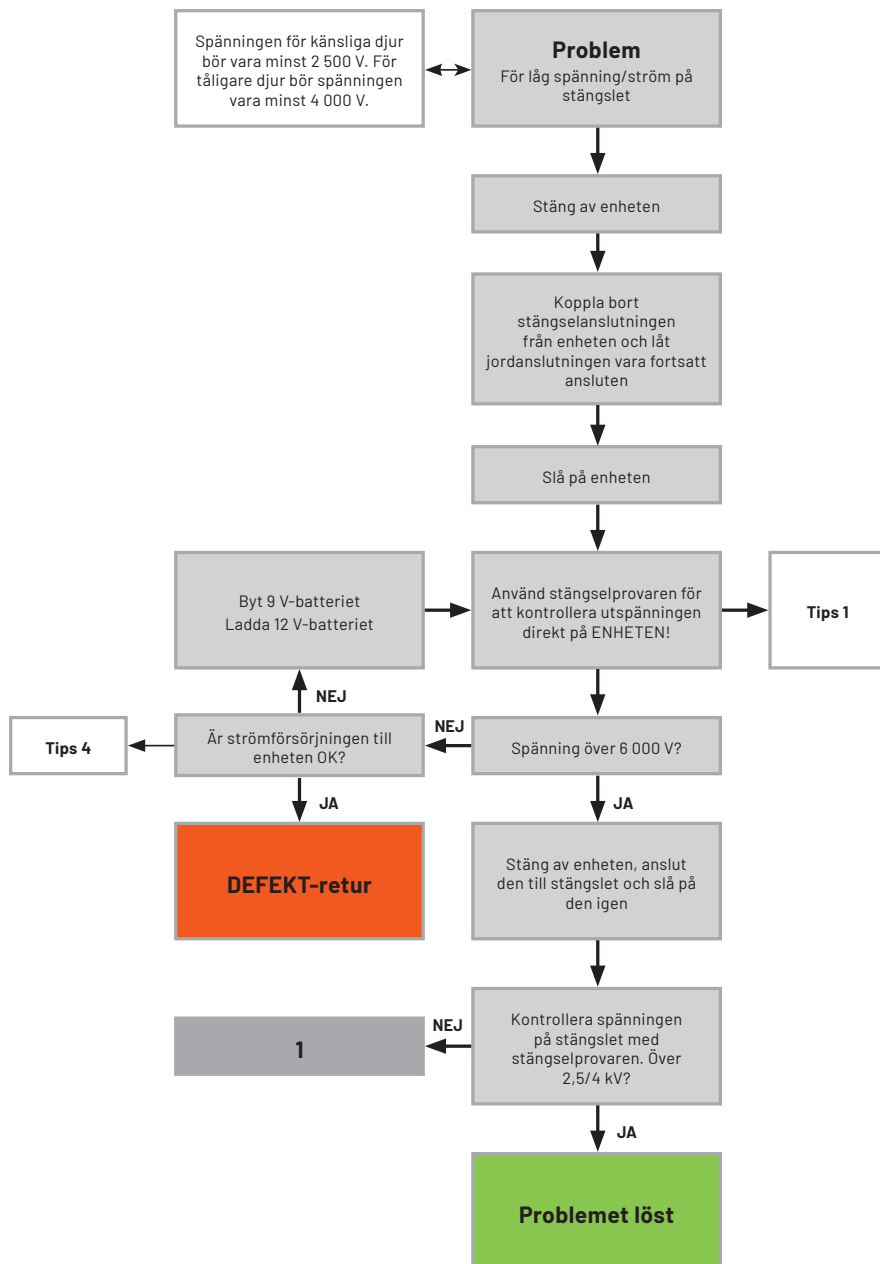 Spänningen för känsliga djur
bör vara minst 2 500 V. För
tåligare djur bör spänningen
vara minst 4 000 V.
Problem
För låg spänning/ström på
stängslet
Stäng av enheten
Koppla bort
stängselanslutningen
från enheten och låt
jordanslutningen vara fortsatt
ansluten
Slå på enheten
Byt 9 V-batteriet
Ladda 12 V-batteriet
Använd stängselprovaren för
att kontrollera utspänningen
direkt på ENHETEN!
Tips 1
NEJ
Tips 4
Är strömförsörjningen till
enheten OK?
NEJ
Spänning över 6 000 V?
JA
JA
DEFEKT-retur
Stäng av enheten, anslut
den till stängslet och slå på
den igen
1
NEJ
Kontrollera spänningen
på stängslet med
stängselprovaren. Över
2,5/4 kV?
JA
Problemet löst